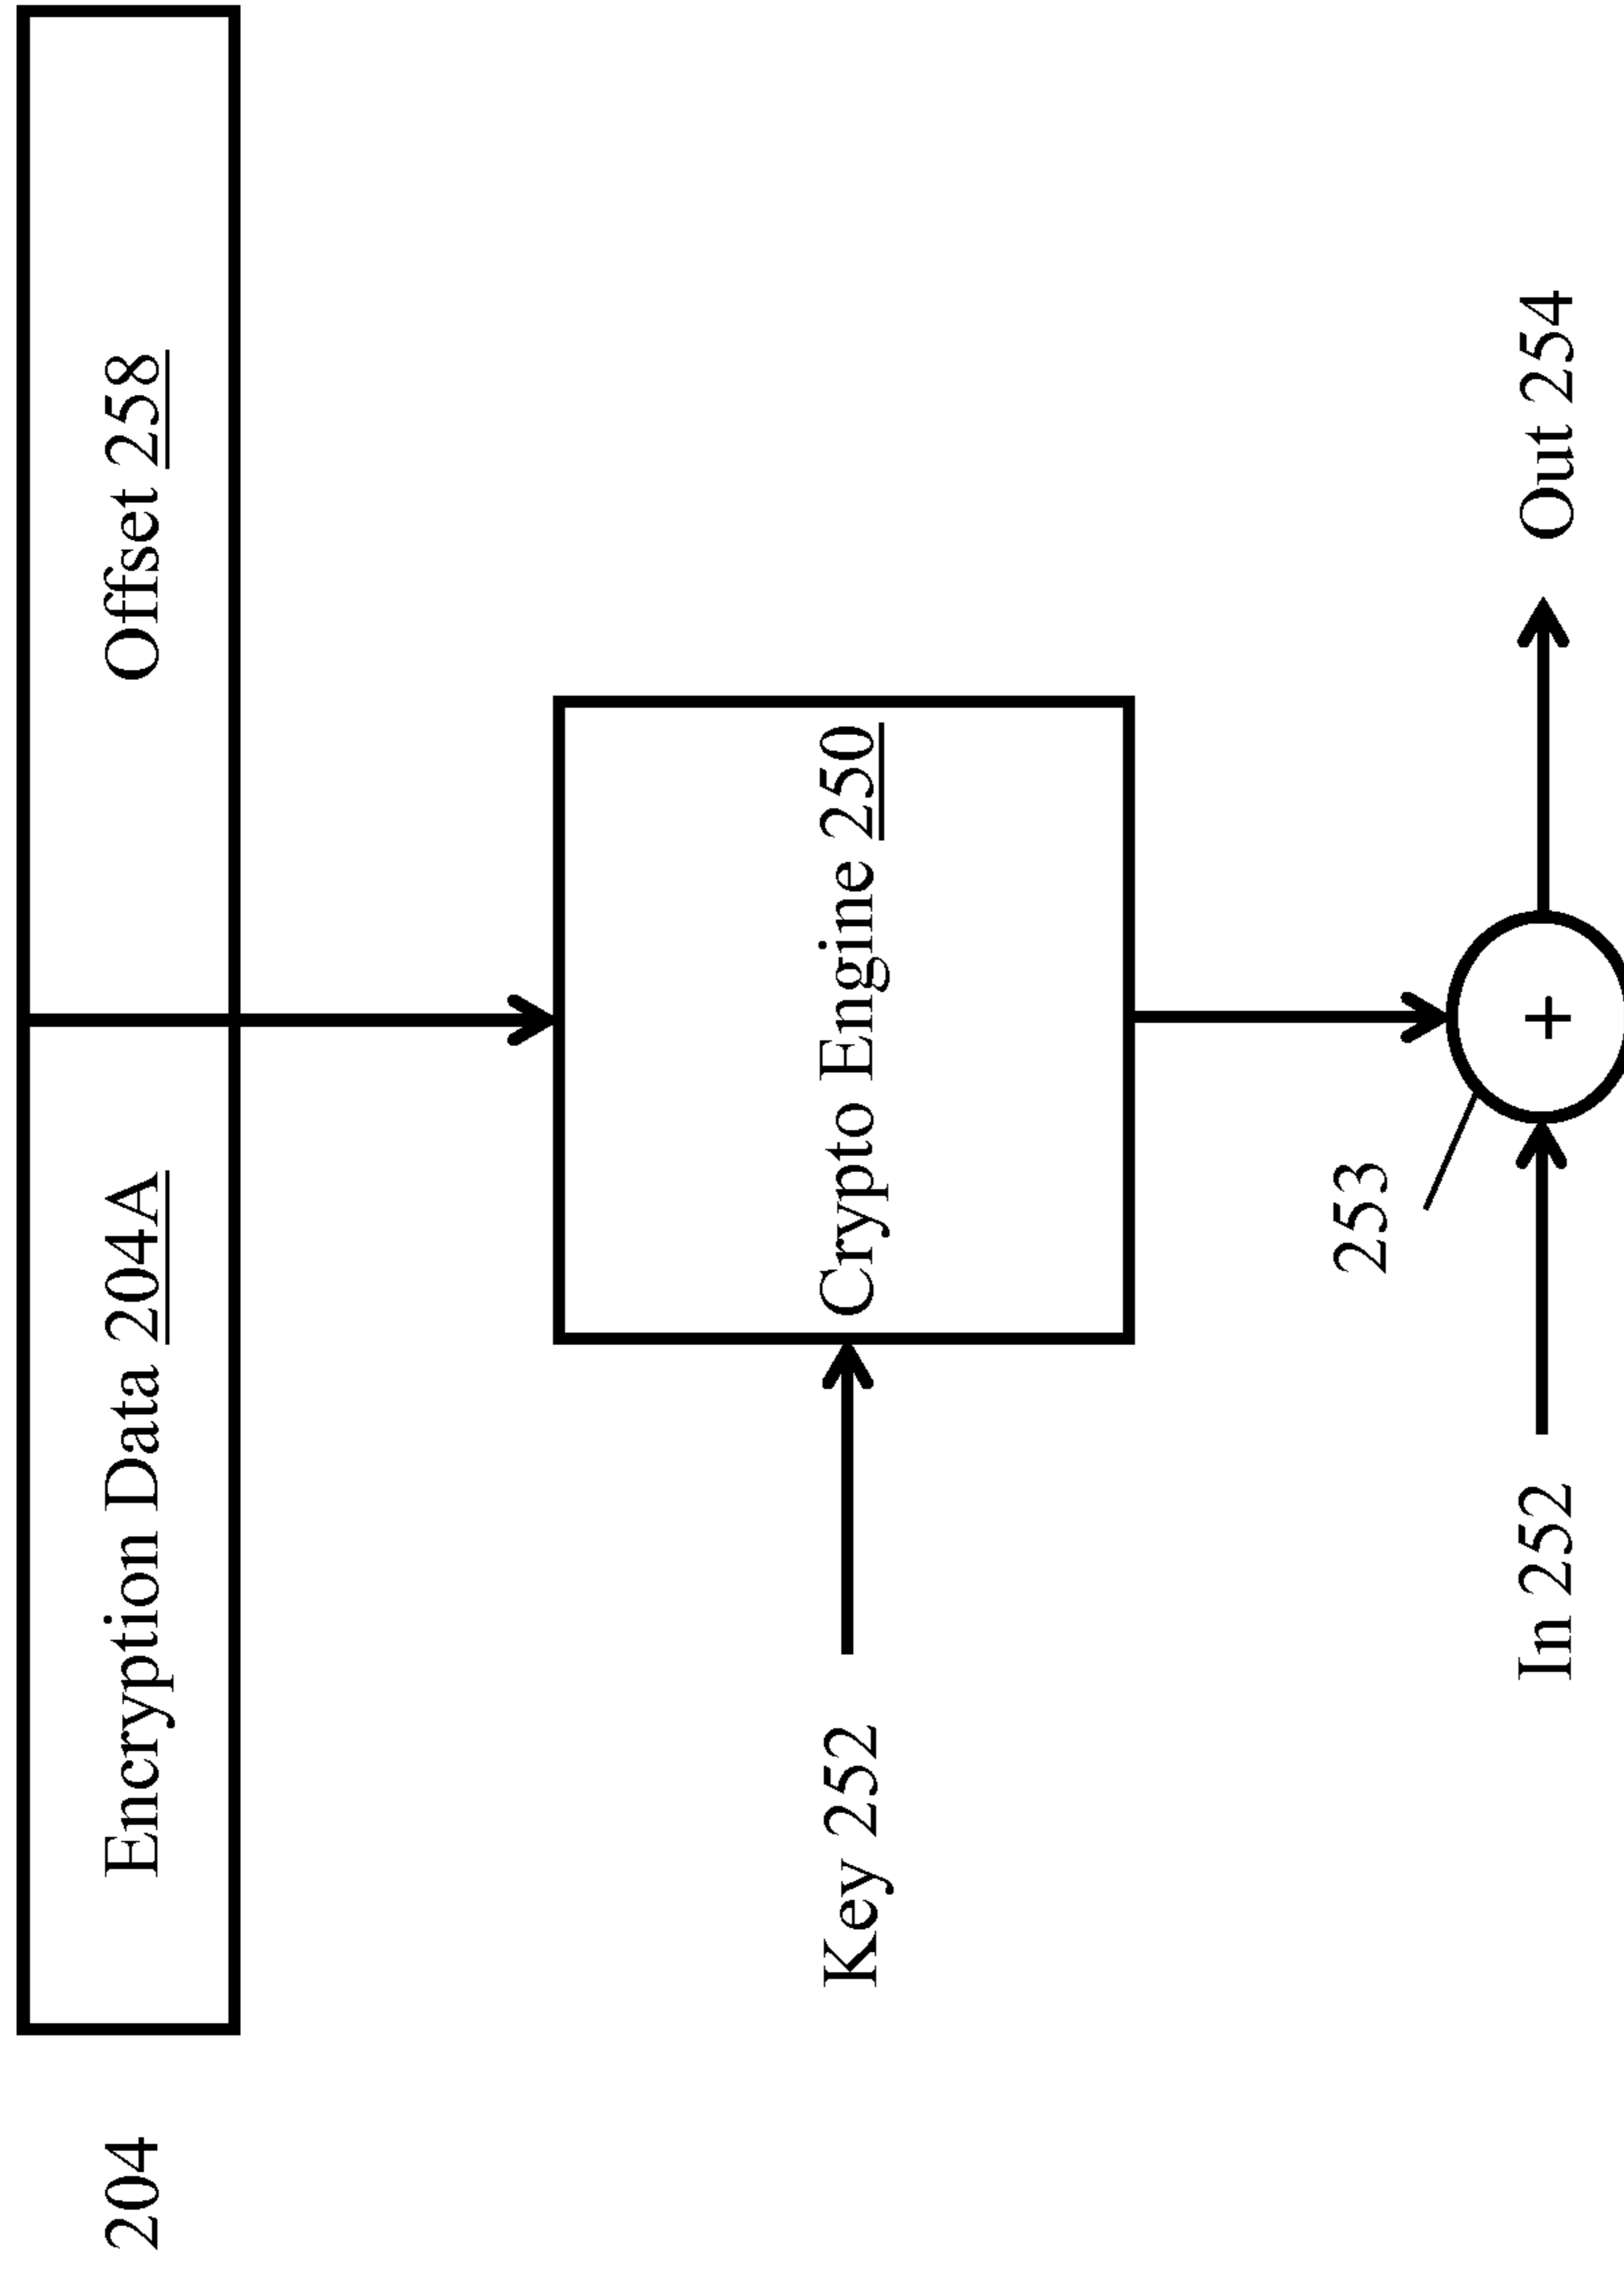 204
Encryption Data 204A
Offset 258
Key 252
Crypto Engine 250
253
In 252
+
Out 254